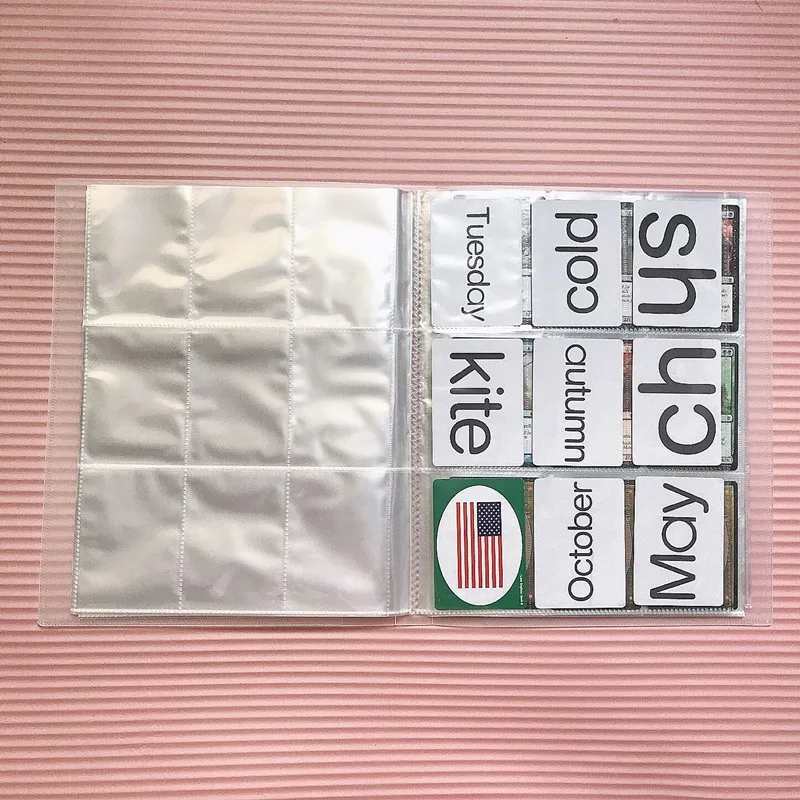 Tuesday
cold
sh
kite
autumn
ch
October
May